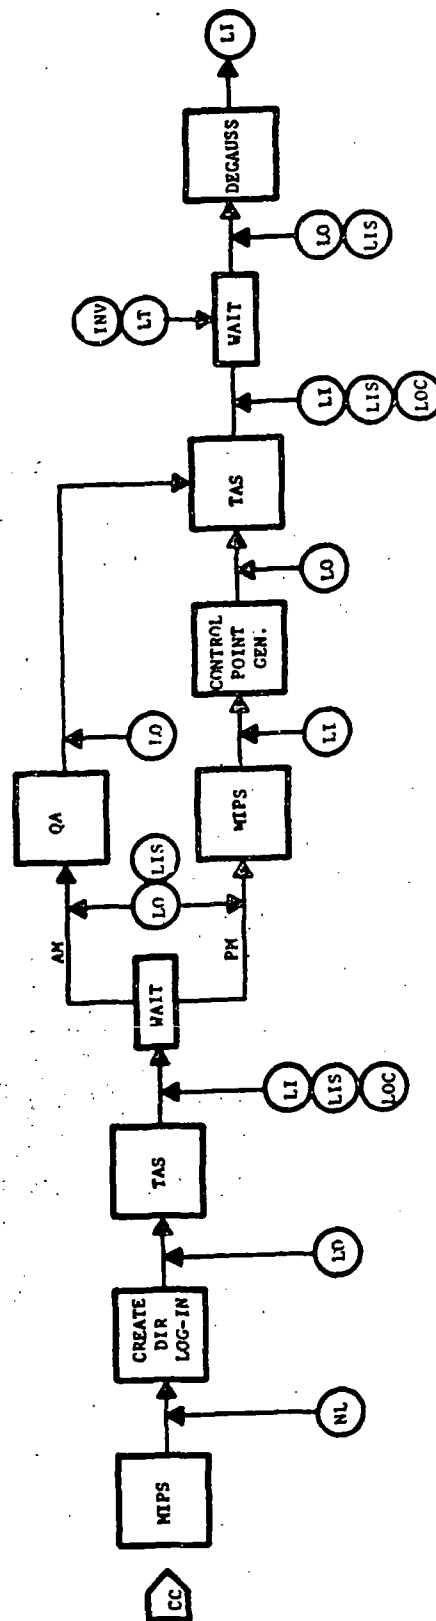 CC
MIPS
NL
CREATE
DIR
LOG-IN
LO
TAS
LI
LIS
LOC
WAIT
AM
PM
LO
LIS
QA
LO
MIPS
LI
CONTROL
POINT
GEN.
LO
TAS
LI
LIS
LOC
INV
LT
WAIT
LO
LIS
DEGAUSS
LI